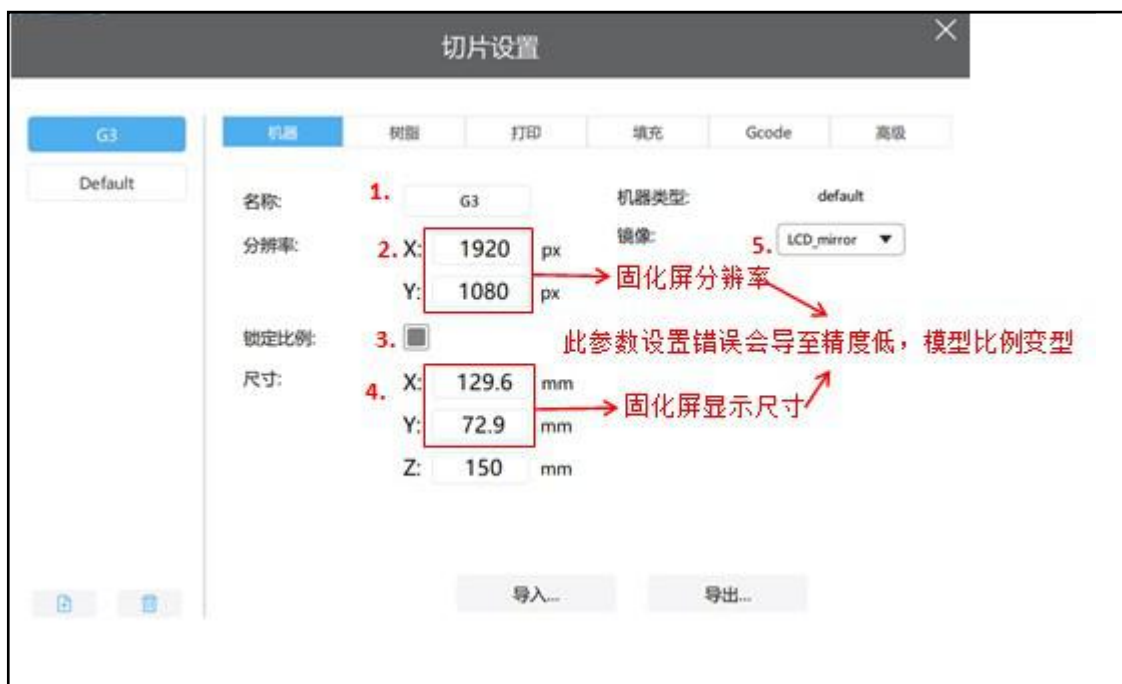 切片设置
G3
Default
机器 树脂 打印 填充 Gcode 高级
名称: 1. G3 机器类型: default
分辨率: 2. X: 1920 px 镜像: 5. LCD_mirror
固化屏分辨率
Y: 1080 px
锁定比例: 3. 此参数设置错误会导至精度低，模型比例变型
尺寸: 4. X: 129.6 mm
固化屏显示尺寸
Y: 72.9 mm
Z: 150 mm
导入... 导出...